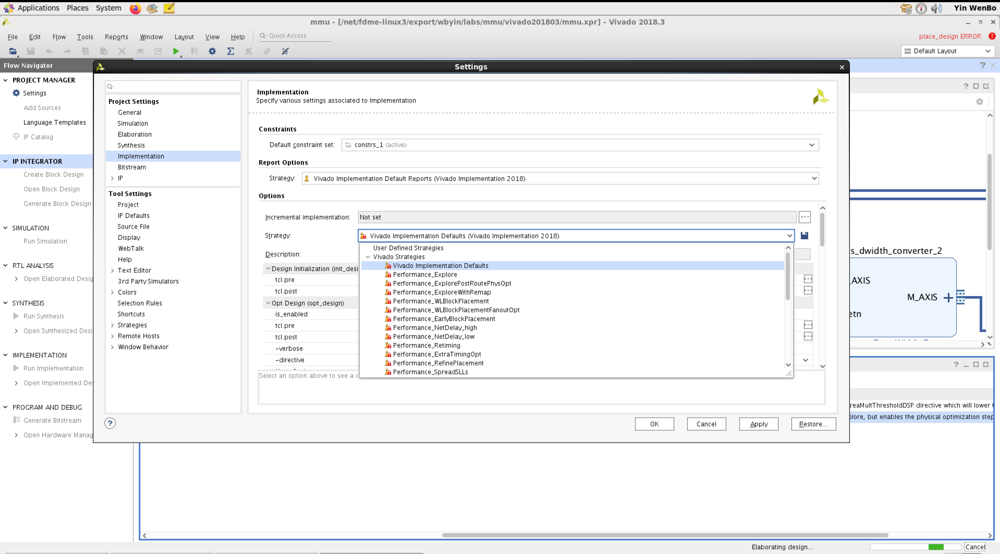 Applications Places System Yin WenBo
mmu - [/net/fdme-linux3/export/wbyin/labs/mmu/vivado201803/mmu.xpr] - Vivado 2018.3
File Edit Flow Tools Reports Window Layout View Help Quick Access place_design ERROR
Default Layout
Flow Navigator
PROJECT MANAGER
Settings
Add Sources
Language Templates
IP Catalog
IP INTEGRATOR
Create Block Design
Open Block Design
Generate Block Design
SIMULATION
Run Simulation
RTL ANALYSIS
Open Elaborated Desig
SYNTHESIS
Run Synthesis
Open Synthesized Desi
IMPLEMENTATION
Run Implementation
Open Implemented De
PROGRAM AND DEBUG
Generate Bitstream
Open Hardware Manag
Settings
Project Settings
General
Simulation
Elaboration
Synthesis
Implementation
Bitstream
IP
Tool Settings
Project
IP Defaults
Source File
Display
WebTalk
Help
Text Editor
3rd Party Simulators
Colors
Selection Rules
Shortcuts
Strategies
Remote Hosts
Window Behavior
Implementation
Specify various settings associated to Implementation
Constraints
Default constraint set: constrs_1 (active)
Report Options
Strategy: Vivado Implementation Default Reports (Vivado Implementation 2018)
Options
Incremental implementation: Not set
Strategy: Vivado Implementation Defaults (Vivado Implementation 2018)
Description:
Design Initialization (init_desi
tcl.pre
tcl.post
Opt Design (opt_design)
is_enabled
tcl.pre
tcl.post
-verbose
-directive
Select an option above to see a
User Defined Strategies
Vivado Strategies
Vivado Implementation Defaults
Performance_Explore
Performance_ExplorePostRoutePhysOpt
Performance_ExploreWithRemap
Performance_WLBlockPlacement
Performance_WLBlockPlacementFanoutOpt
Performance_EarlyBlockPlacement
Performance_NetDelay_high
Performance_NetDelay_low
Performance_Retiming
Performance_ExtraTimingOpt
Performance_RefinePlacement
Performance_SpreadSLLs
OK Cancel Apply Restore...
s_dwidth_converter_2
_AXIS
M_AXIS
etn
reaMultThresholdDSP directive which will lower t
plore, but enables the physical optimization step
Elaborating design... Cancel